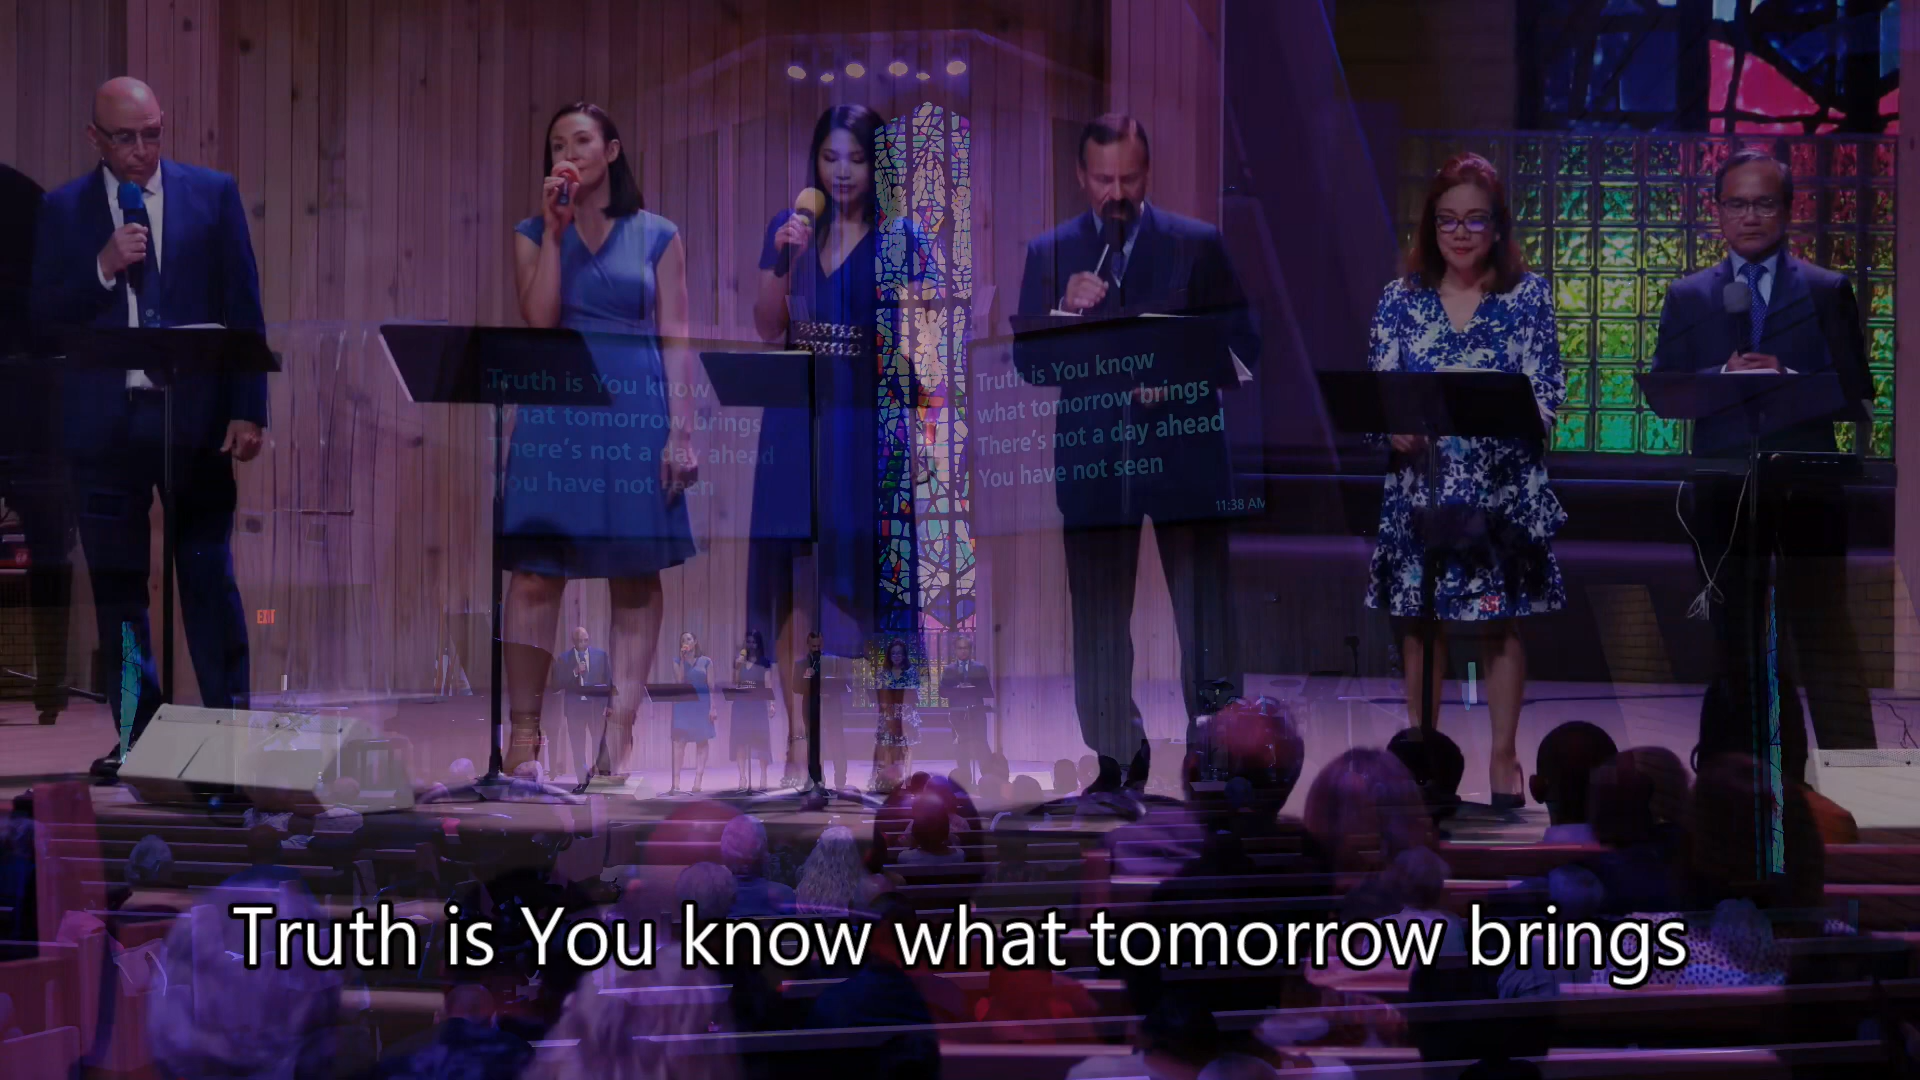 Truth is You know
what tomorrow brings
There's not a day ahead
You have not seen
Truth is You know
what tomorrow brings
There's not a day ahead
You have not seen
11:38 AM
EXIT
Truth is You know what tomorrow brings